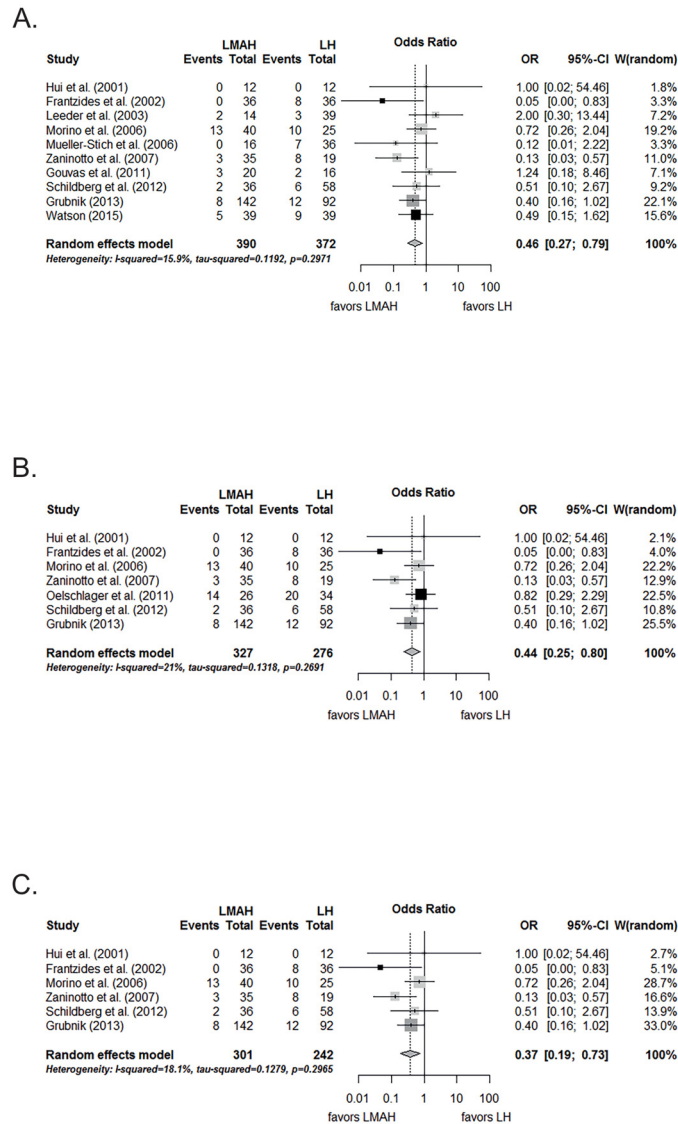 A.
Odds Ratio
LMAH LH
Study Events Total Events Total OR 95%-CI W(random)
Hui et al. (2001) 0 12 0 12 1.00 [0.02; 54.46] 1.8%
Frantzides et al. (2002) 0 36 8 36 0.05 [0.00; 0.83] 3.3%
Leeder et al. (2003) 2 14 3 39 2.00 [0.30; 13.44] 7.2%
Morino et al. (2006) 13 40 10 25 0.72 [0.26; 2.04] 19.2%
Mueller-Stich et al. (2006) 0 16 7 36 0.12 [0.01; 2.22] 3.3%
Zaninotto et al. (2007) 3 35 8 19 0.13 [0.03; 0.57] 11.0%
Gouvas et al. (2011) 3 20 2 16 1.24 [0.18; 8.46] 7.1%
Schildberg et al. (2012) 2 36 6 58 0.51 [0.10; 2.67] 9.2%
Grubnik (2013) 8 142 12 92 0.40 [0.16; 1.02] 22.1%
Watson (2015) 5 39 9 39 0.49 [0.15; 1.62] 15.6%
Random effects model 390 372 0.46 [0.27; 0.79] 100%
Heterogeneity: I-squared=15.9%, tau-squared=0.1192, p=0.2971
0.01 0.1 1 10 100
favors LMAH favors LH
B.
Odds Ratio
LMAH LH
Study Events Total Events Total OR 95%-CI W(random)
Hui et al. (2001) 0 12 0 12 1.00 [0.02; 54.46] 2.1%
Frantzides et al. (2002) 0 36 8 36 0.05 [0.00; 0.83] 4.0%
Morino et al. (2006) 13 40 10 25 0.72 [0.26; 2.04] 22.2%
Zaninotto et al. (2007) 3 35 8 19 0.13 [0.03; 0.57] 12.9%
Oelschlager et al. (2011) 14 26 20 34 0.82 [0.29; 2.29] 22.5%
Schildberg et al. (2012) 2 36 6 58 0.51 [0.10; 2.67] 10.8%
Grubnik (2013) 8 142 12 92 0.40 [0.16; 1.02] 25.5%
Random effects model 327 276 0.44 [0.25; 0.80] 100%
Heterogeneity: I-squared=21%, tau-squared=0.1318, p=0.2691
0.01 0.1 1 10 100
favors LMAH favors LH
C.
Odds Ratio
LMAH LH
Study Events Total Events Total OR 95%-CI W(random)
Hui et al. (2001) 0 12 0 12 1.00 [0.02; 54.46] 2.7%
Frantzides et al. (2002) 0 36 8 36 0.05 [0.00; 0.83] 5.1%
Morino et al. (2006) 13 40 10 25 0.72 [0.26; 2.04] 28.7%
Zaninotto et al. (2007) 3 35 8 19 0.13 [0.03; 0.57] 16.6%
Schildberg et al. (2012) 2 36 6 58 0.51 [0.10; 2.67] 13.9%
Grubnik (2013) 8 142 12 92 0.40 [0.16; 1.02] 33.0%
Random effects model 301 242 0.37 [0.19; 0.73] 100%
Heterogeneity: I-squared=18.1%, tau-squared=0.1279, p=0.2965
0.01 0.1 1 10 100
favors LMAH favors LH